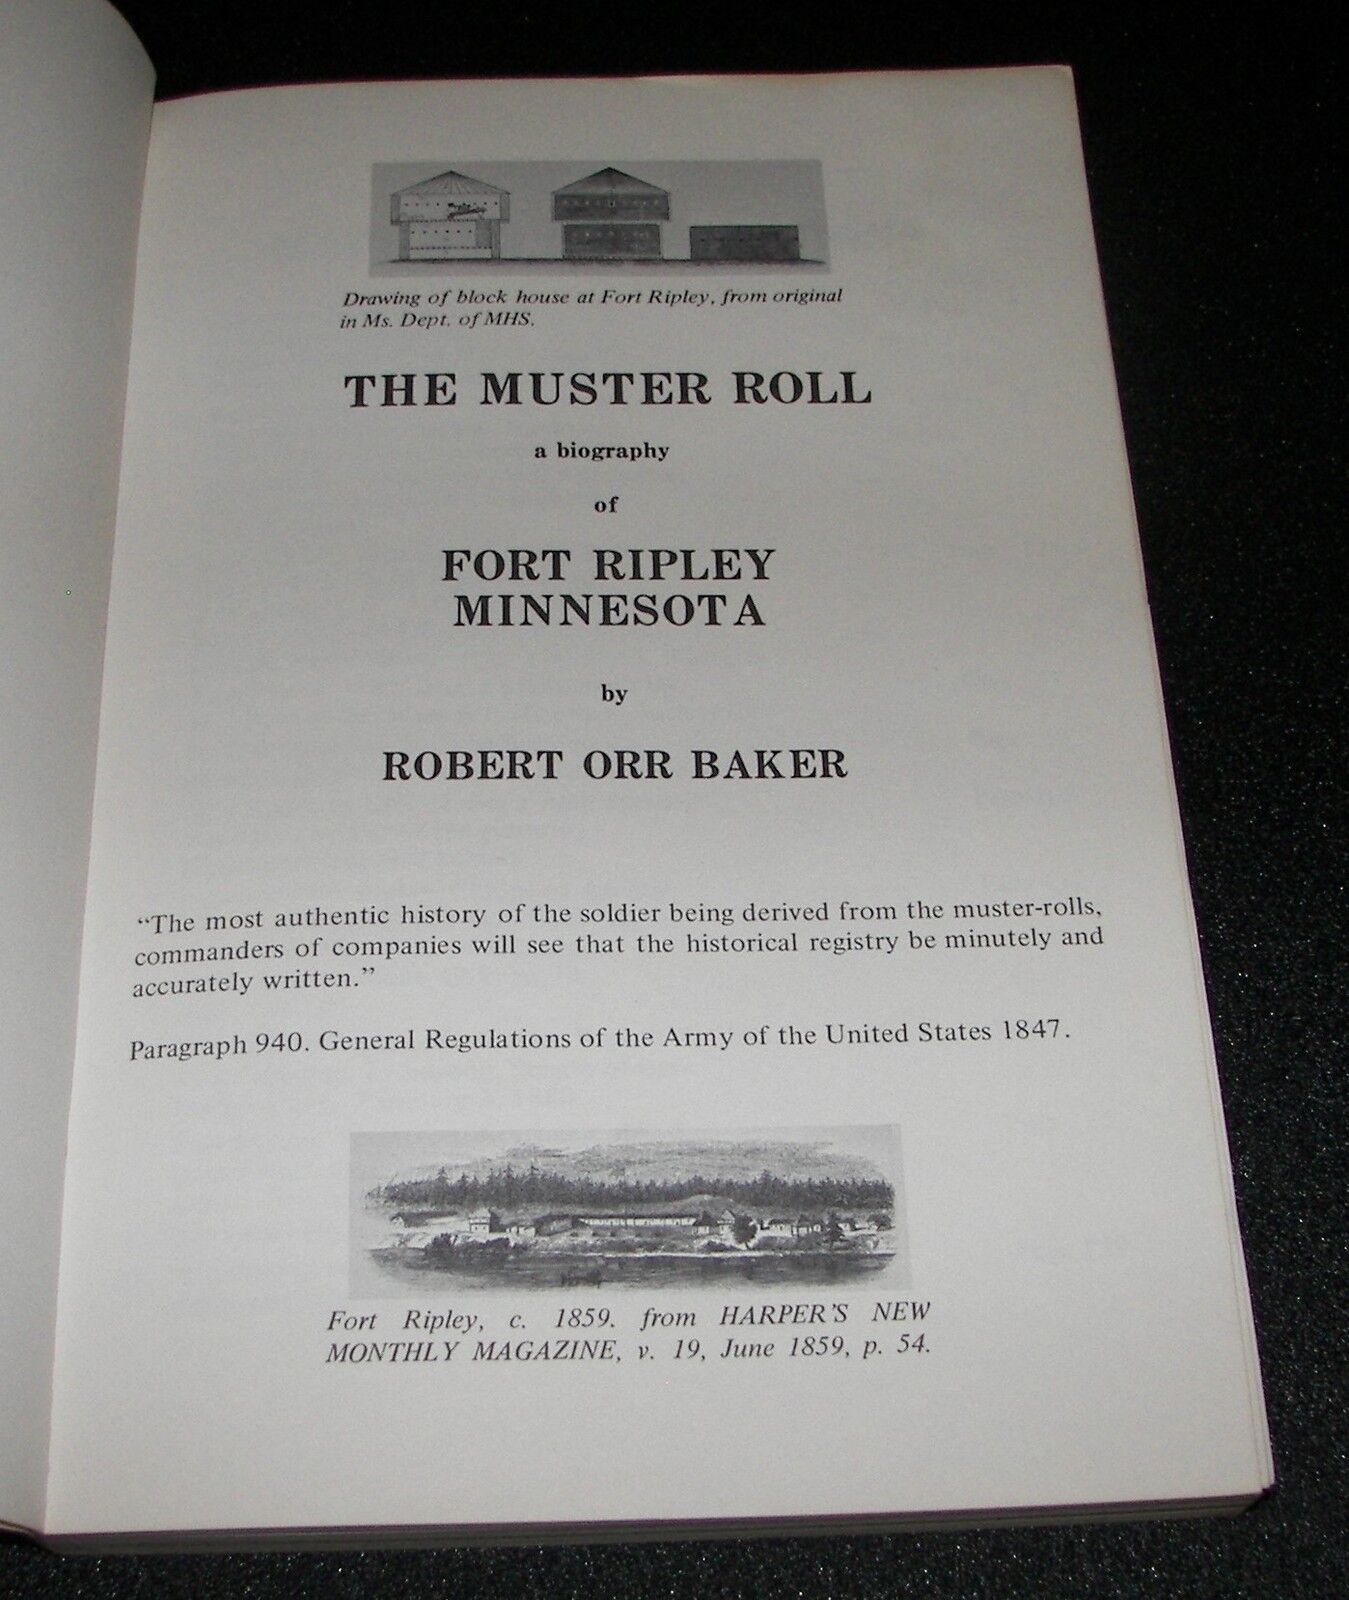 Drawing of block house at Fort Ripley, from original
in Ms. Dept. of MHS.
THE MUSTER ROLL
a biography
of
FORT RIPLEY
MINNESOTA
by
ROBERT ORR BAKER
“The most authentic history of the soldier being derived from the muster-rolls,
commanders of companies will see that the historical registry be minutely and
accurately written.”
Paragraph 940. General Regulations of the Army of the United States 1847.
Fort Ripley, c. 1859. from HARPER'S NEW
MONTHLY MAGAZINE, v. 19, June 1859, p. 54.